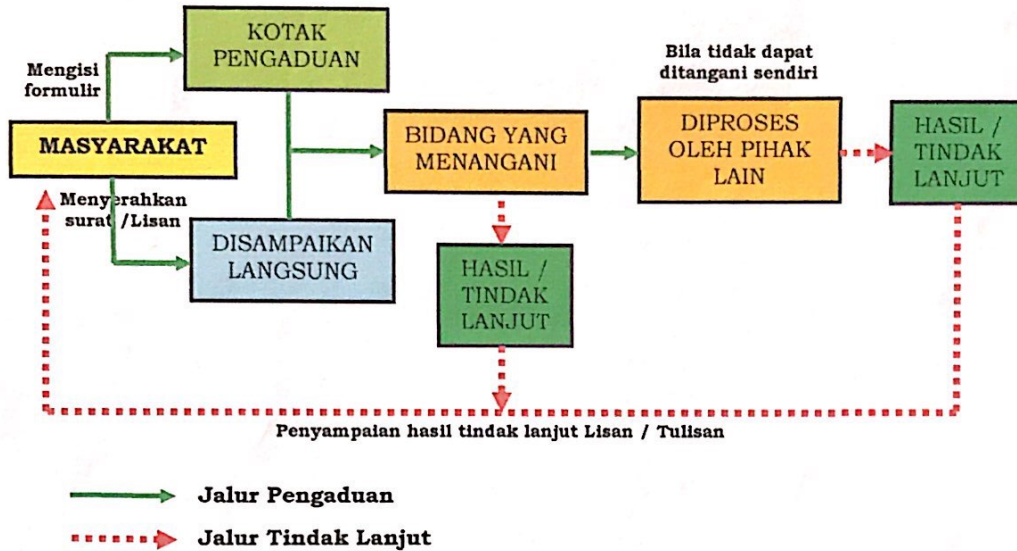 KOTAK
PENGADUAN
Mengisi
formulir
MASYARAKAT
Menyerahkan
surat /Lisan
DISAMPAIKAN
LANGSUNG
BIDANG YANG
MENANGANI
HASIL /
TINDAK
LANJUT
Bila tidak dapat
ditangani sendiri
DIPROSES
OLEH PIHAK
LAIN
HASIL /
TINDAK
LANJUT
Penyampaian hasil tindak lanjut Lisan / Tulisan
Jalur Pengaduan
Jalur Tindak Lanjut